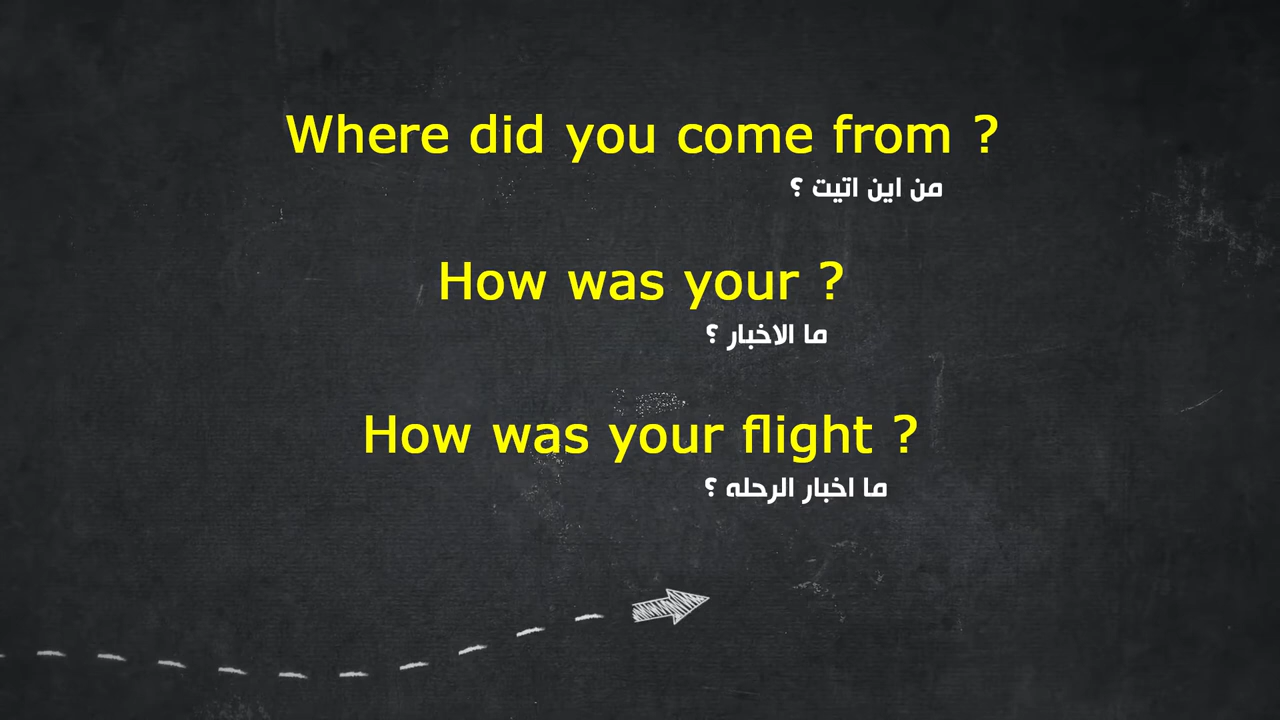 Where did you come from ?
من اين اتيت ؟
How was your ?
ما الاخبار ؟
How was your flight ?
ما اخبار الرحله ؟